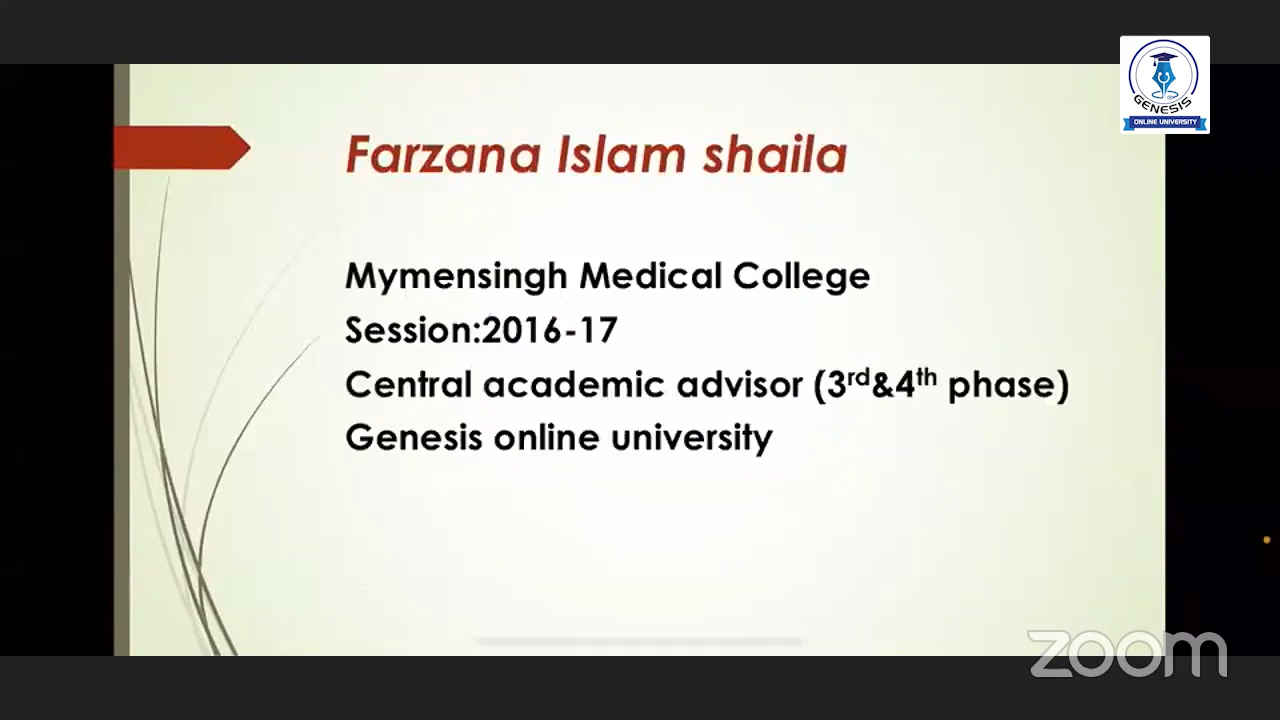 GENESIS
ONLINE UNIVERSITY
Farzana Islam shaila
Mymensingh Medical College
Session:2016-17
Central academic advisor (3rd&4th phase)
Genesis online university
zoom